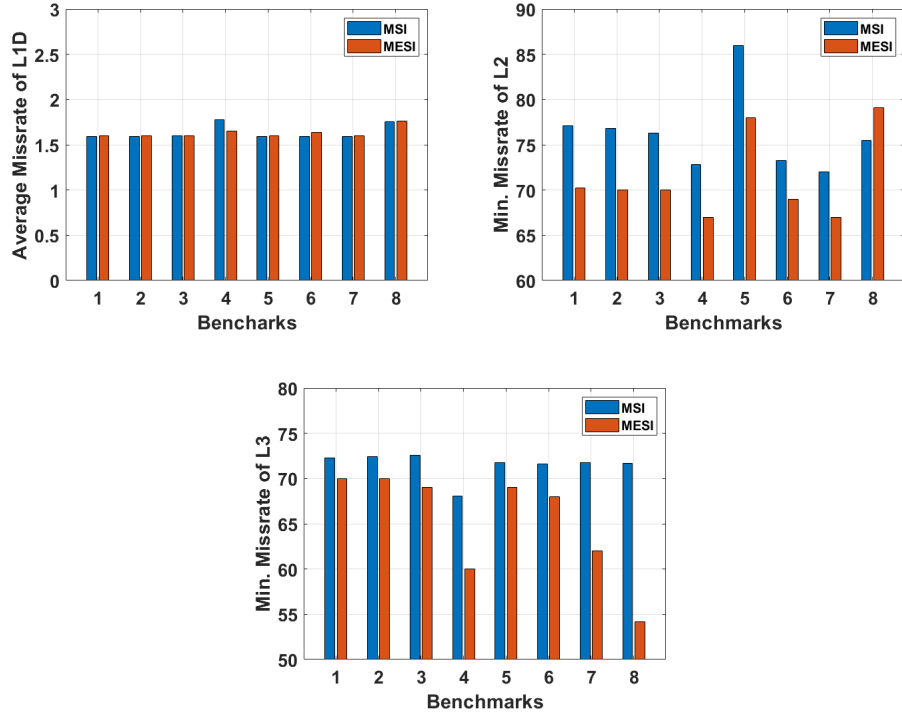 Average Missrate of L1D
3
2.5
2
1.5
1
0.5
0
1 2 3 4 5 6 7 8
Bencharks
MSI
MESI
Min. Missrate of L2
90
85
80
75
70
65
60
1 2 3 4 5 6 7 8
Benchmarks
MSI
MESI
Min. Missrate of L3
80
75
70
65
60
55
50
1 2 3 4 5 6 7 8
Benchmarks
MSI
MESI